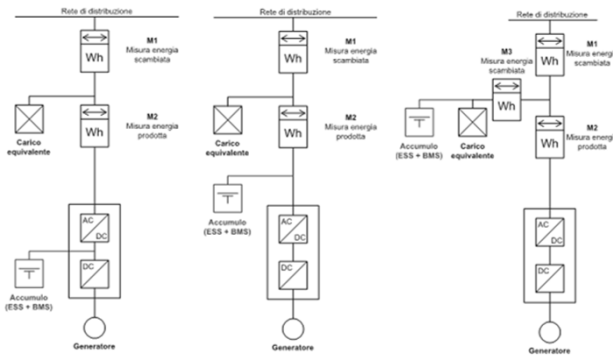 Rete di distribuzione
M1
Misura energia
scambiata
Wh
M2
Misura energia
prodotta
Wh
Carico
equivalente
AC
DC
DC
Accumulo
(ESS + BMS)
Generatore
Rete di distribuzione
M1
Misura energia
scambiata
Wh
M2
Misura energia
prodotta
Wh
Carico
equivalente
Accumulo
(ESS + BMS)
AC
DC
DC
Generatore
Rete di distribuzione
M1
Misura energia
scambiata
Wh
M3
Misura energia
scambiata
Wh
M2
Misura energia
prodotta
Wh
Accumulo
(ESS + BMS)
Carico
equivalente
AC
DC
DC
Generatore